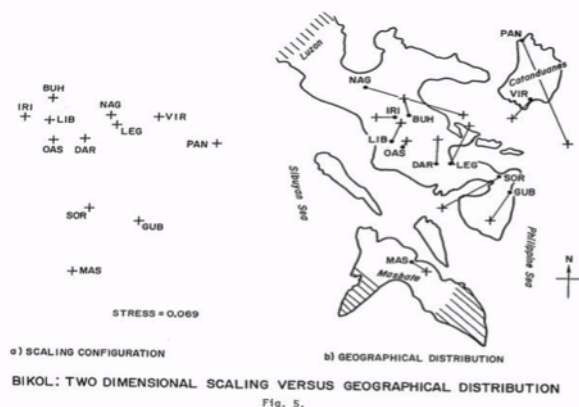 BUH
IRI
LIB
NAG
LEG
VIR
OAS
DAR
PAN
SOR
GUB
MAS
STRESS = 0.069
a) SCALING CONFIGURATION
Luzon
PAN
Catanduanes
NAG
VIR
IRI
BUH
LIB
OAS
DAR
LEG
SOR
GUB
Sibuyan Sea
Philippine Sea
MAS
Masbate
N
b) GEOGRAPHICAL DISTRIBUTION
BIKOL: TWO DIMENSIONAL SCALING VERSUS GEOGRAPHICAL DISTRIBUTION
Fig. 5.